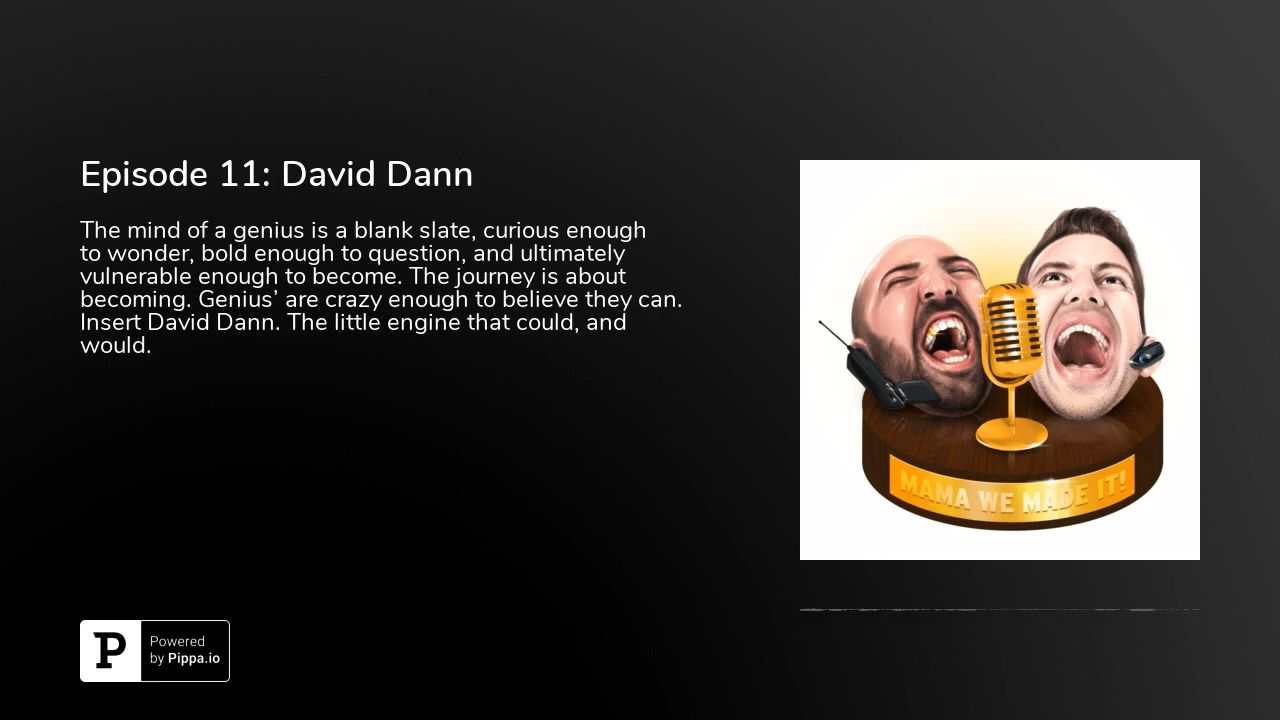 Episode 11: David Dann
The mind of a genius is a blank slate, curious enough
to wonder, bold enough to question, and ultimately
vulnerable enough to become. The journey is about
becoming. Genius’ are crazy enough to believe they can.
Insert David Dann. The little engine that could, and
would.
MAMA WE MADE IT!
P
Powered
by Pippa.io